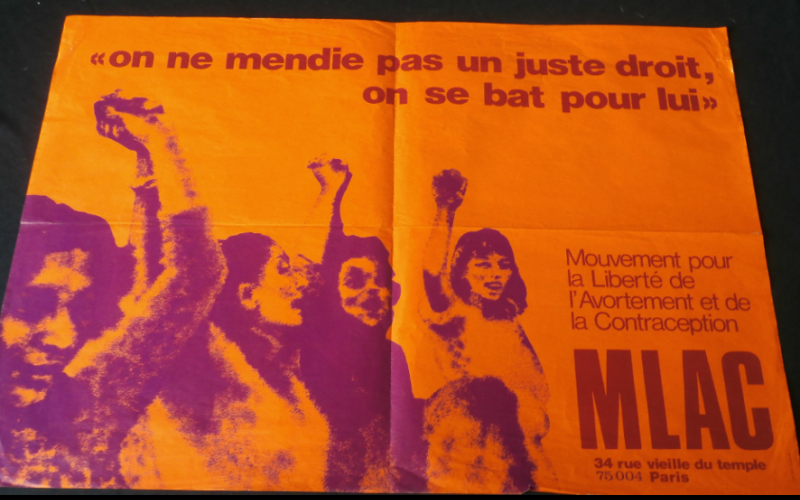 «on ne mendie pas un juste droit,
on se bat pour lui»
Mouvement pour
la Liberté de
l'Avortement et de
la Contraception
MLAC
34 rue vieille du temple
75004 Paris